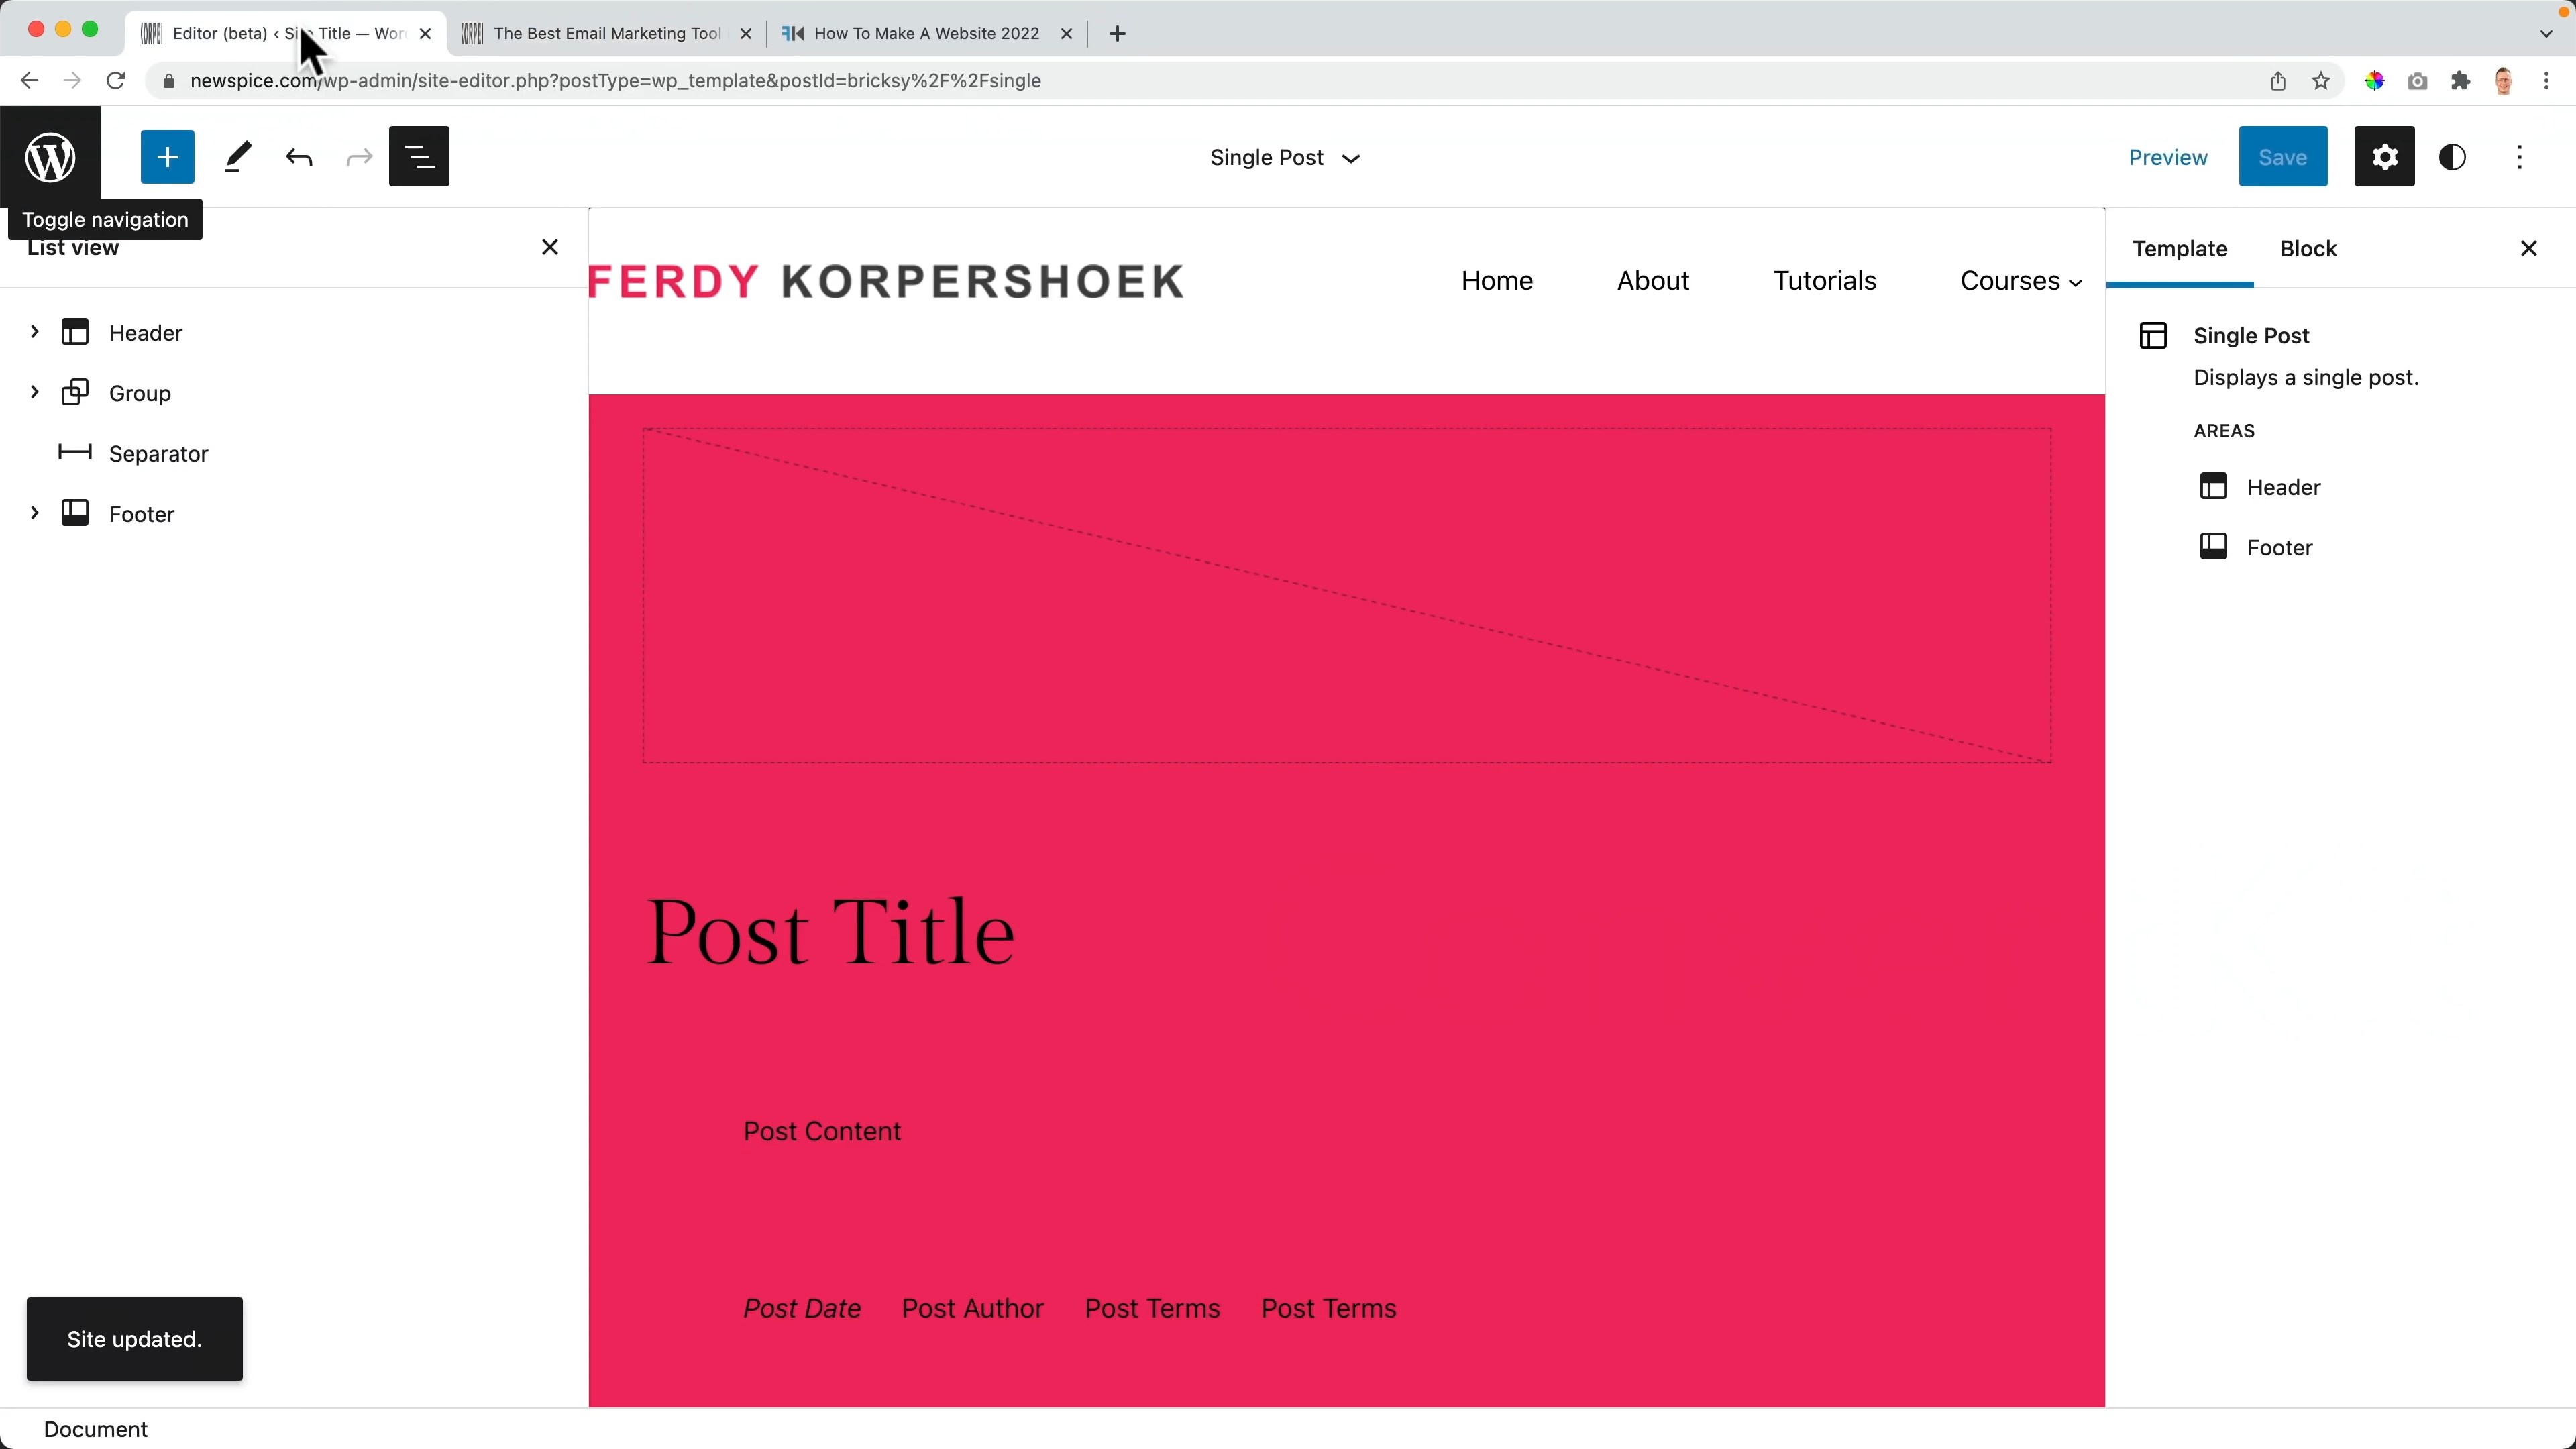 Editor (beta) ‹ Site Title — Wor
The Best Email Marketing Tool
How To Make A Website 2022
newspice.com/wp-admin/site-editor.php?postType=wp_template&postId=bricksy%2F%2Fsingle
Single Post
Preview
Save
Toggle navigation
List view
Header
Group
Separator
Footer
FERDY KORPERSHOEK
Home
About
Tutorials
Courses
Post Title
Post Content
Post Date
Post Author
Post Terms
Post Terms
Template
Block
Single Post
Displays a single post.
AREAS
Header
Footer
Site updated.
Document